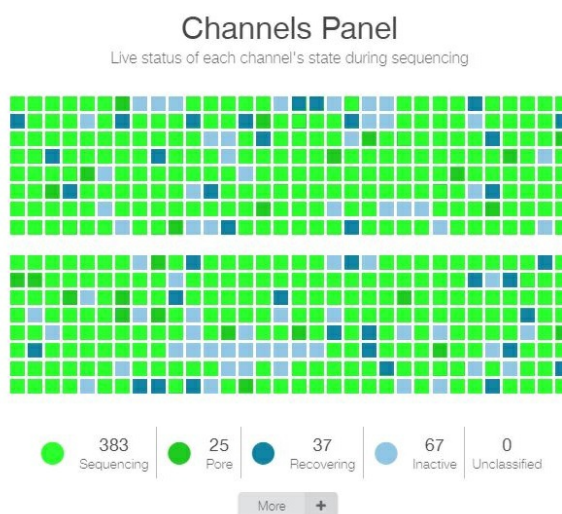 Channels Panel
Live status of each channel's state during sequencing
383 25 37 67 0
Sequencing Pore Recovering Inactive Unclassified
More +